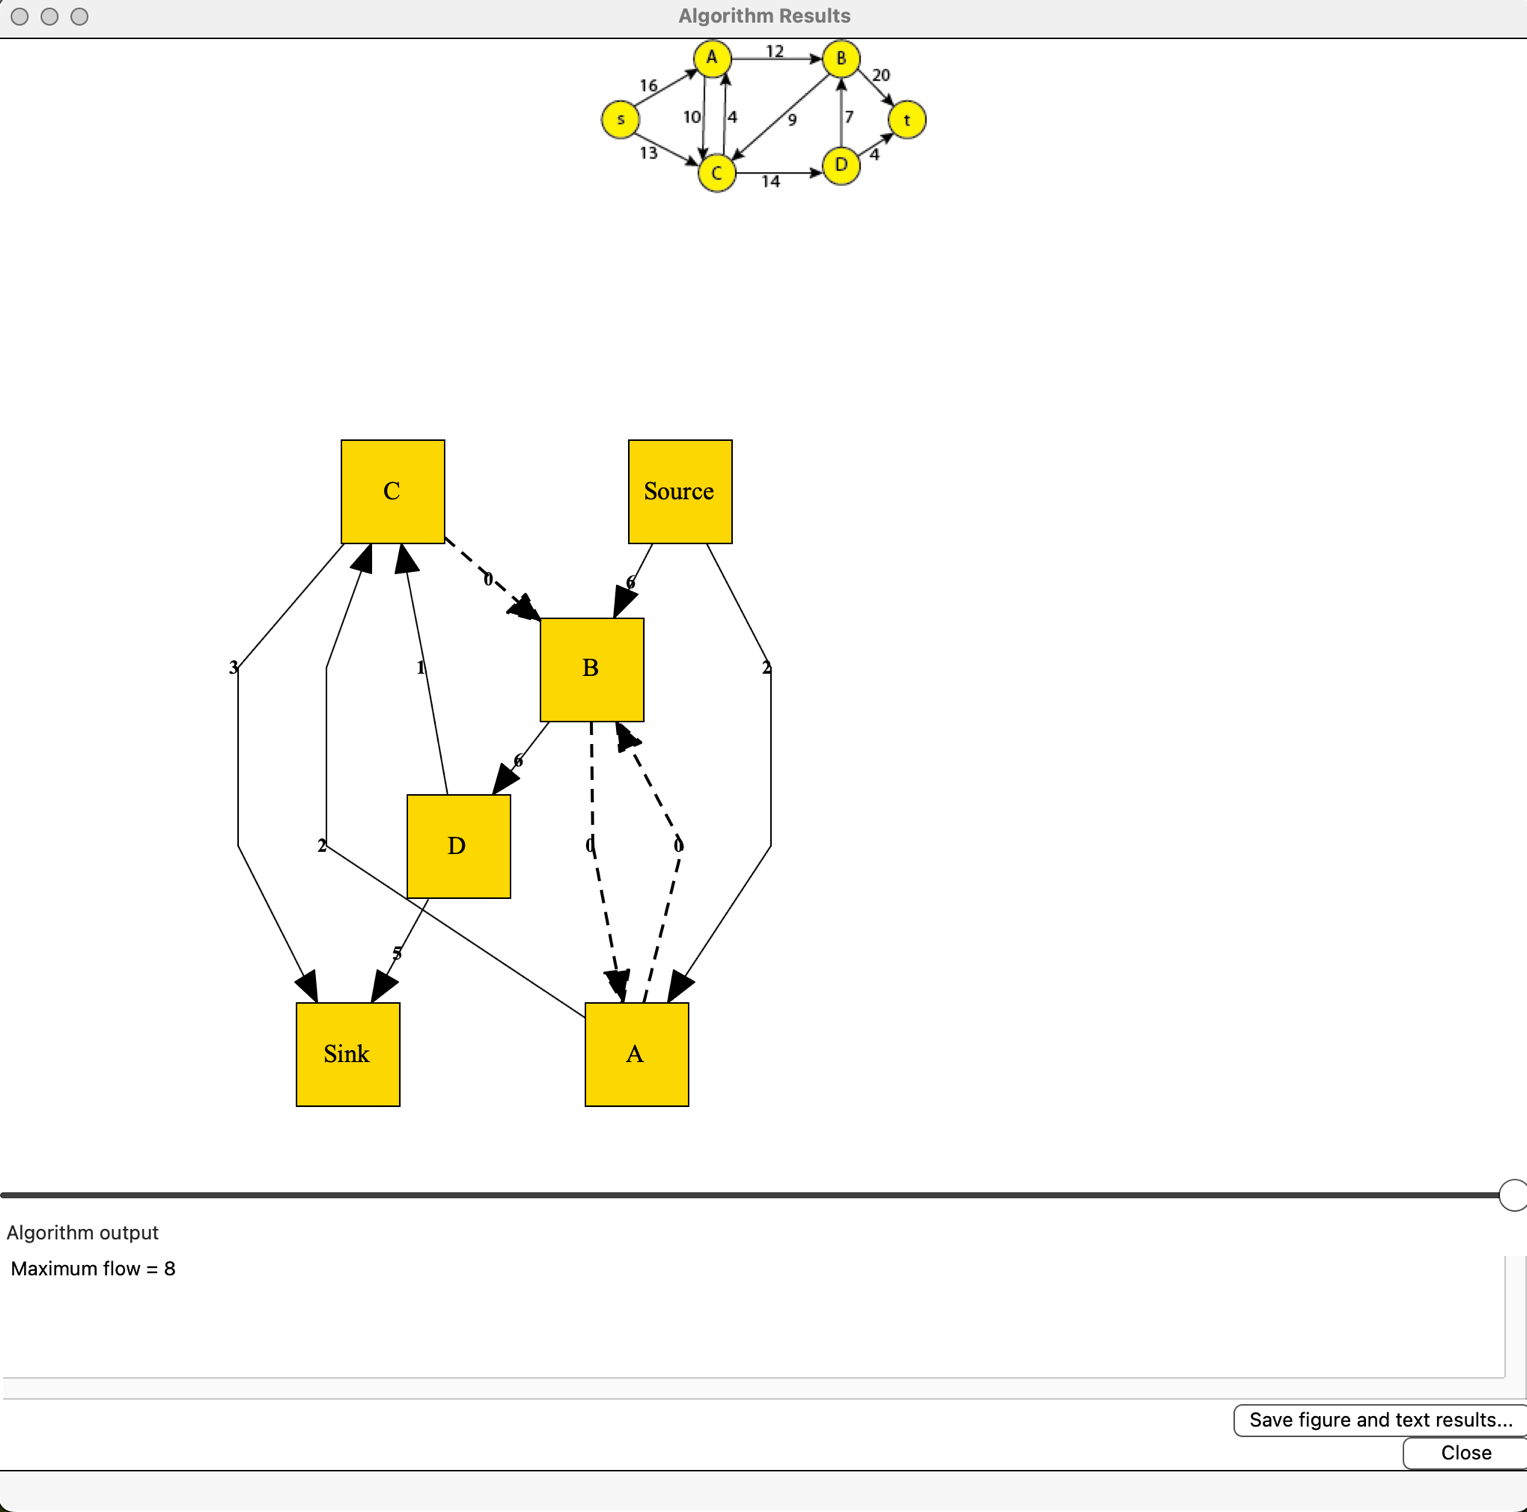 Algorithm Results
A
12
B
20
16
s
10
4
9
7
t
13
4
C
14
D
C
Source
0
6
B
3
1
2
6
D
2
0
0
5
Sink
A
Algorithm output
Maximum flow = 8
Save figure and text results...
Close